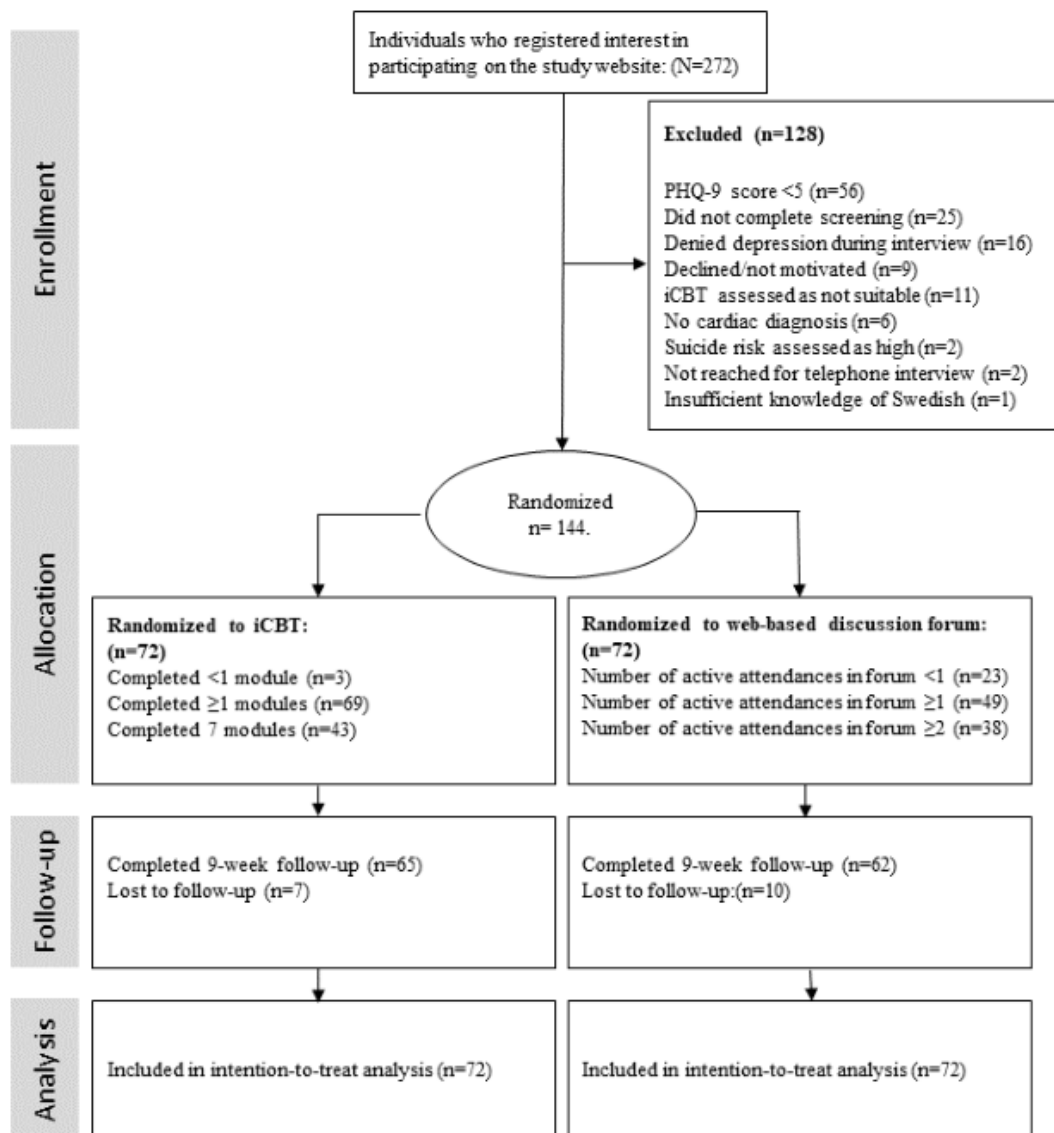 Enrollment
Individuals who registered interest in
participating on the study website: (N=272)
Excluded (n=128)
PHQ-9 score <5 (n=56)
Did not complete screening (n=25)
Denied depression during interview (n=16)
Declined/not motivated (n=9)
iCBT assessed as not suitable (n=11)
No cardiac diagnosis (n=6)
Suicide risk assessed as high (n=2)
Not reached for telephone interview (n=2)
Insufficient knowledge of Swedish (n=1)
Allocation
Randomized
n= 144.
Randomized to iCBT:
(n=72)
Completed <1 module (n=3)
Completed ≥1 modules (n=69)
Completed 7 modules (n=43)
Randomized to web-based discussion forum:
(n=72)
Number of active attendances in forum <1 (n=23)
Number of active attendances in forum ≥1 (n=49)
Number of active attendances in forum ≥2 (n=38)
Follow-up
Completed 9-week follow-up (n=65)
Lost to follow-up (n=7)
Completed 9-week follow-up (n=62)
Lost to follow-up:(n=10)
Analysis
Included in intention-to-treat analysis (n=72)
Included in intention-to-treat analysis (n=72)